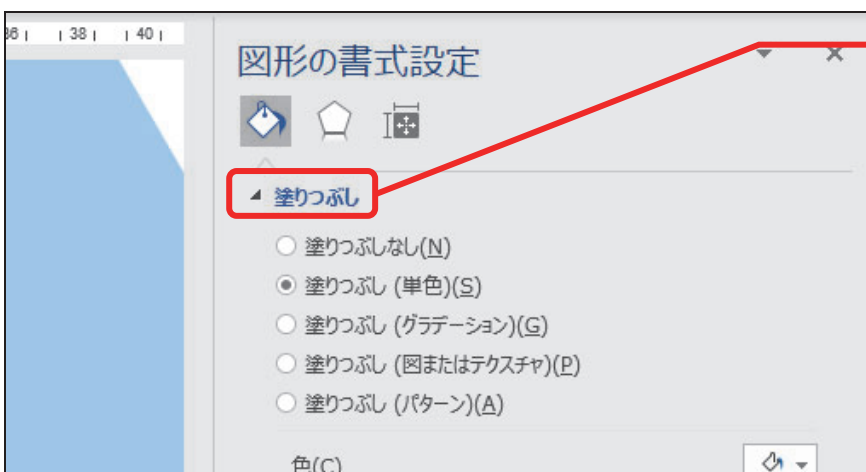 36 | | 38 | | 40 |
図形の書式設定
塗りつぶし
塗りつぶしなし(N)
塗りつぶし (単色)(S)
塗りつぶし (グラデーション)(G)
塗りつぶし (図またはテクスチャ)(P)
塗りつぶし (パターン)(A)
色(C)